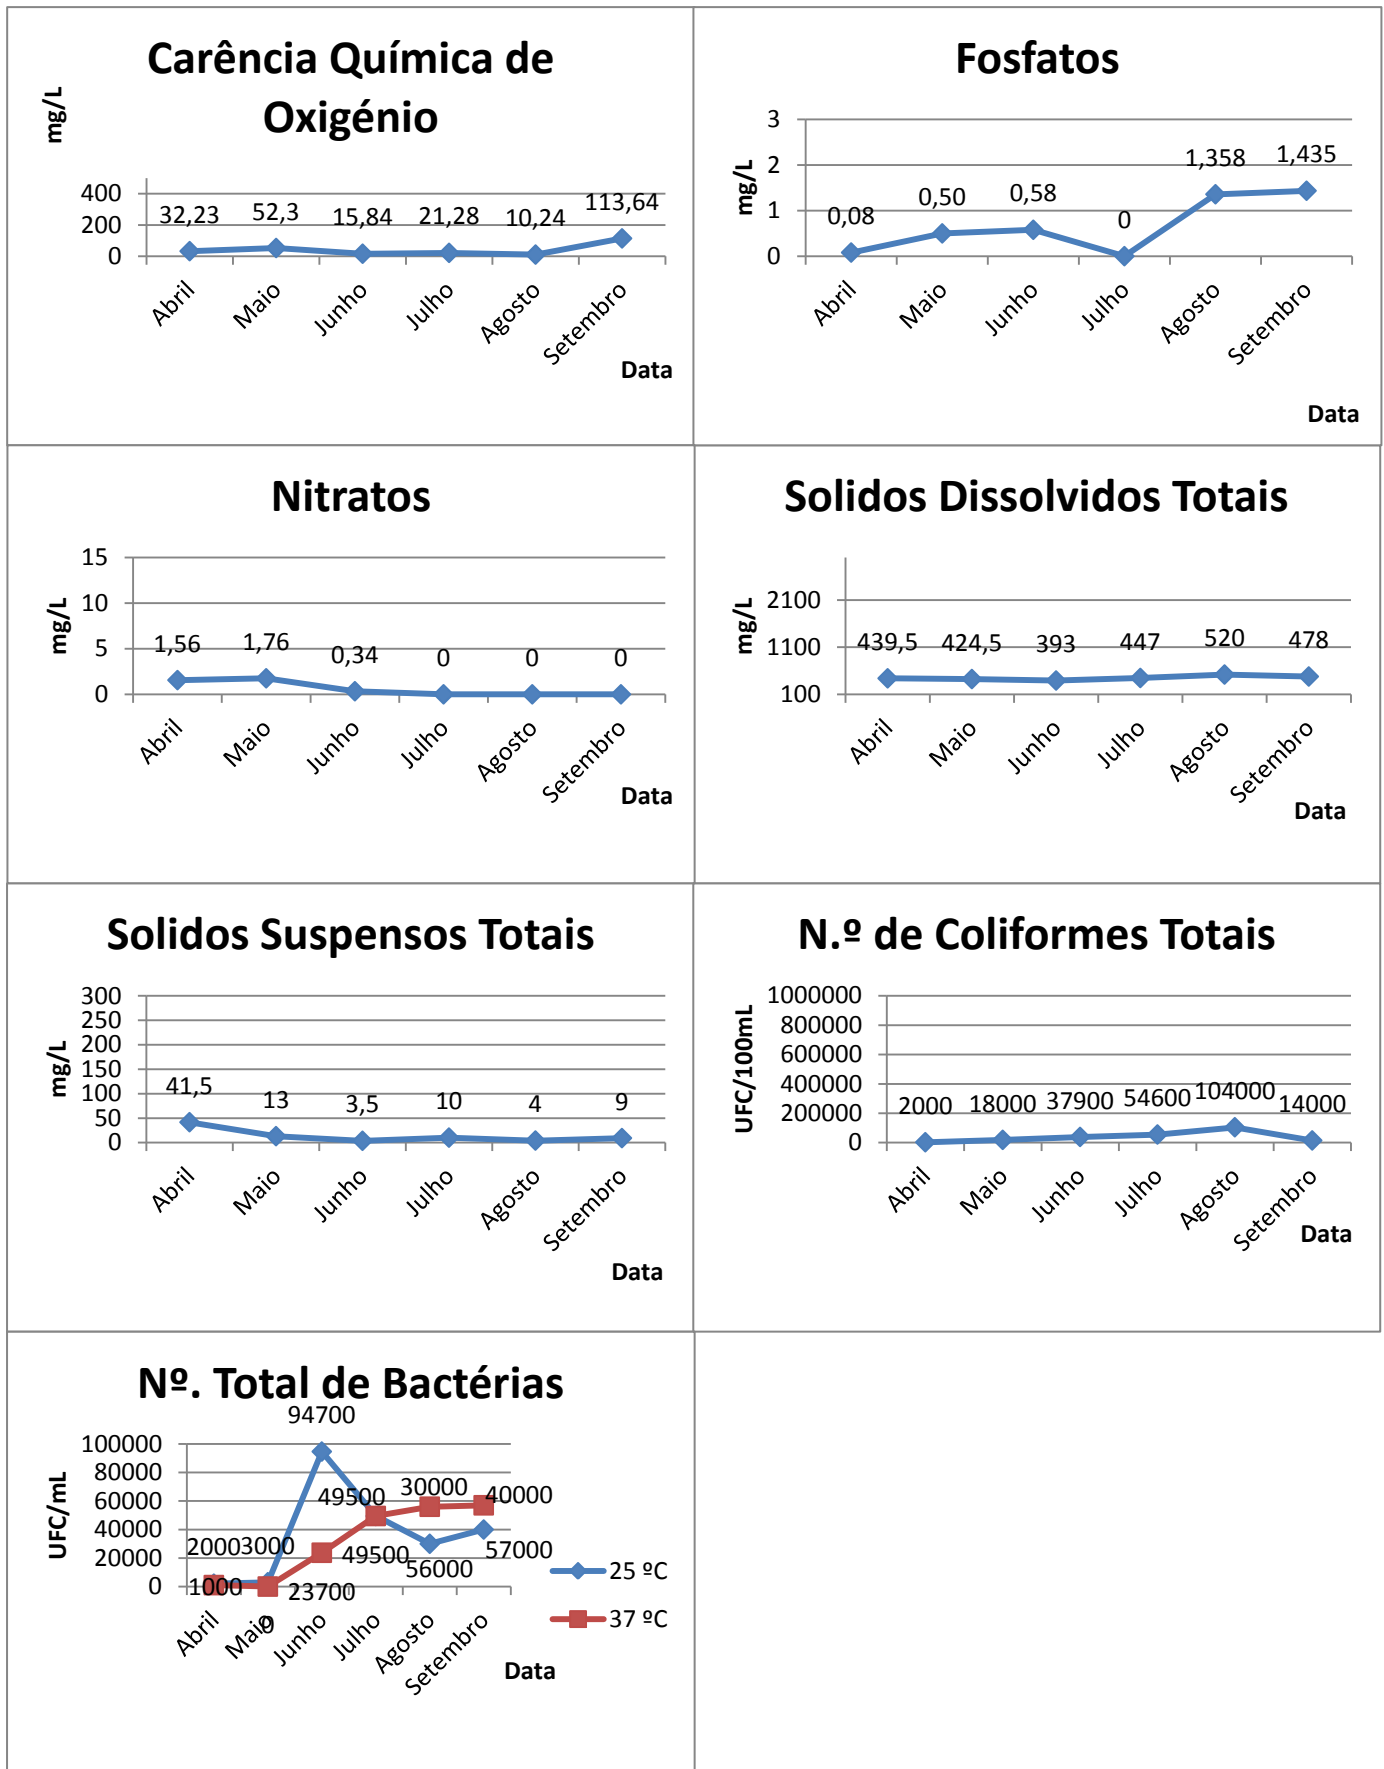 Carência Química de
Oxigénio
mg/L
400
200
0
32,23 52,3 15,84 21,28 10,24 113,64
Abril Maio Junho Julho Agosto Setembro
Data
Fosfatos
mg/L
3
2
1
0
0,08 0,50 0,58 0 1,358 1,435
Abril Maio Junho Julho Agosto Setembro
Data
Nitratos
mg/L
15
10
5
0
1,56 1,76 0,34 0 0 0
Abril Maio Junho Julho Agosto Setembro
Data
Solidos Dissolvidos Totais
mg/L
2100
1100
100
439,5 424,5 393 447 520 478
Abril Maio Junho Julho Agosto Setembro
Data
Solidos Suspensos Totais
mg/L
300
250
200
150
100
50
0
41,5 13 3,5 10 4 9
Abril Maio Junho Julho Agosto Setembro
Data
N.º de Coliformes Totais
UFC/100mL
1000000
800000
600000
400000
200000
0
2000 18000 37900 54600 104000 14000
Abril Maio Junho Julho Agosto Setembro
Data
Nº. Total de Bactérias
UFC/mL
100000
80000
60000
40000
20000
0
2000 3000 94700 49500 30000 40000
1000 0 23700 49500 56000 57000
Abril Maio Junho Julho Agosto Setembro
Data
25 ºC
37 ºC